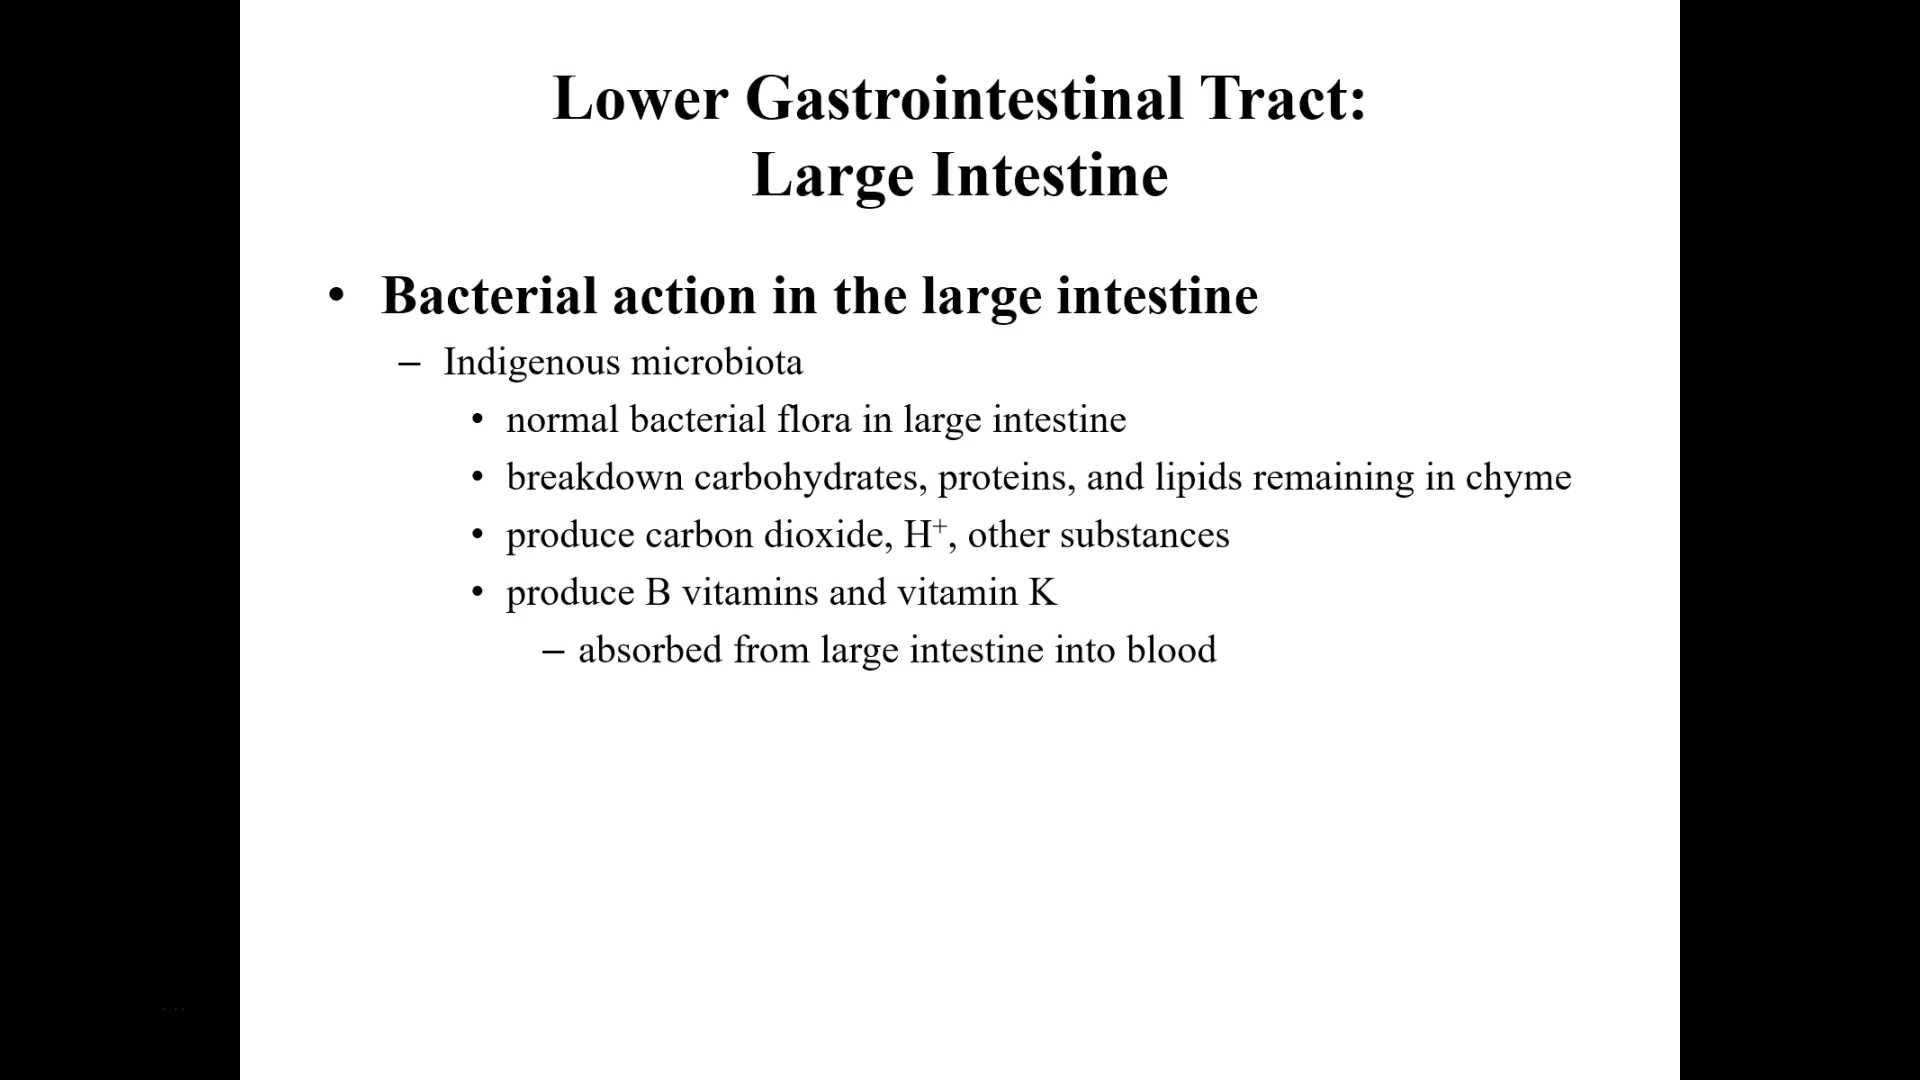 Lower Gastrointestinal Tract:
Large Intestine
• Bacterial action in the large intestine
– Indigenous microbiota
• normal bacterial flora in large intestine
• breakdown carbohydrates, proteins, and lipids remaining in chyme
• produce carbon dioxide, H⁺, other substances
• produce B vitamins and vitamin K
– absorbed from large intestine into blood